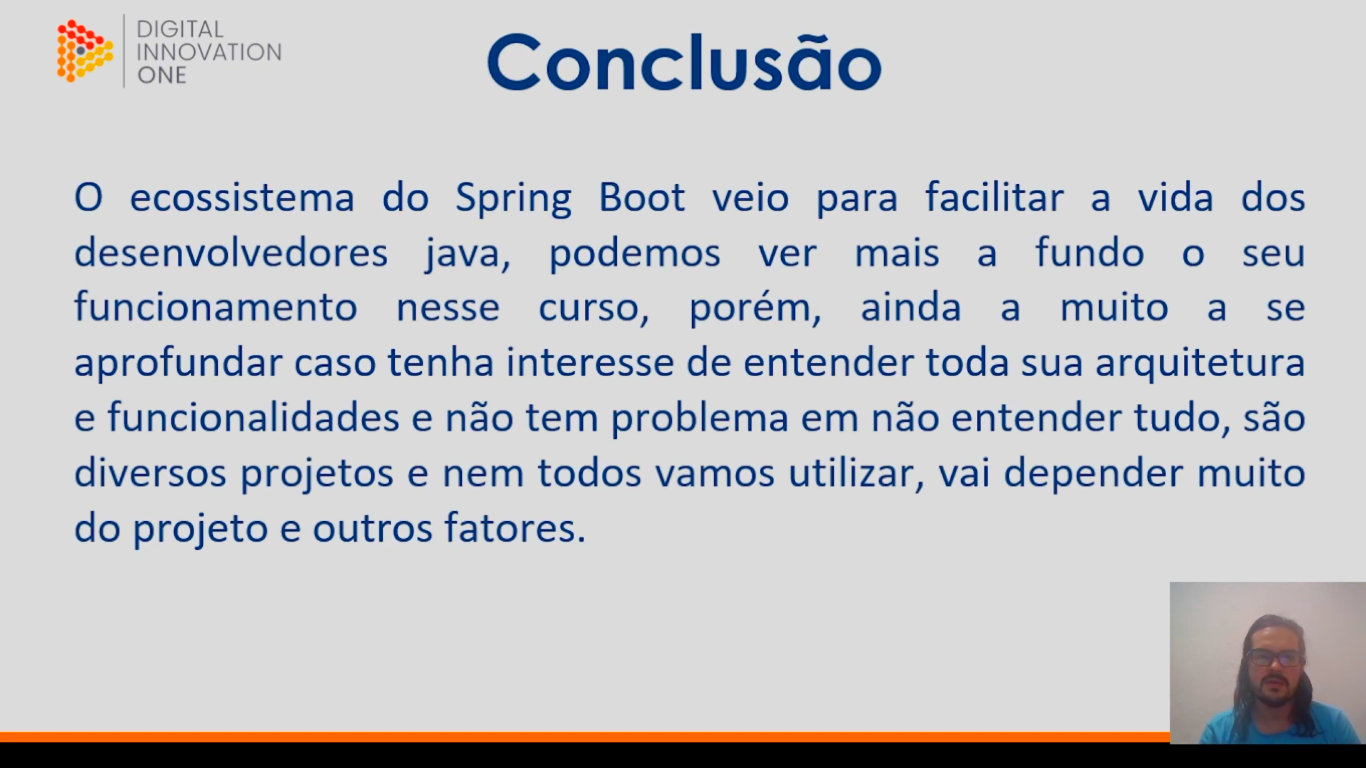 DIGITAL
INNOVATION
ONE
Conclusão
O ecossistema do Spring Boot veio para facilitar a vida dos
desenvolvedores java, podemos ver mais a fundo o seu
funcionamento nesse curso, porém, ainda a muito a se
aprofundar caso tenha interesse de entender toda sua arquitetura
e funcionalidades e não tem problema em não entender tudo, são
diversos projetos e nem todos vamos utilizar, vai depender muito
do projeto e outros fatores.